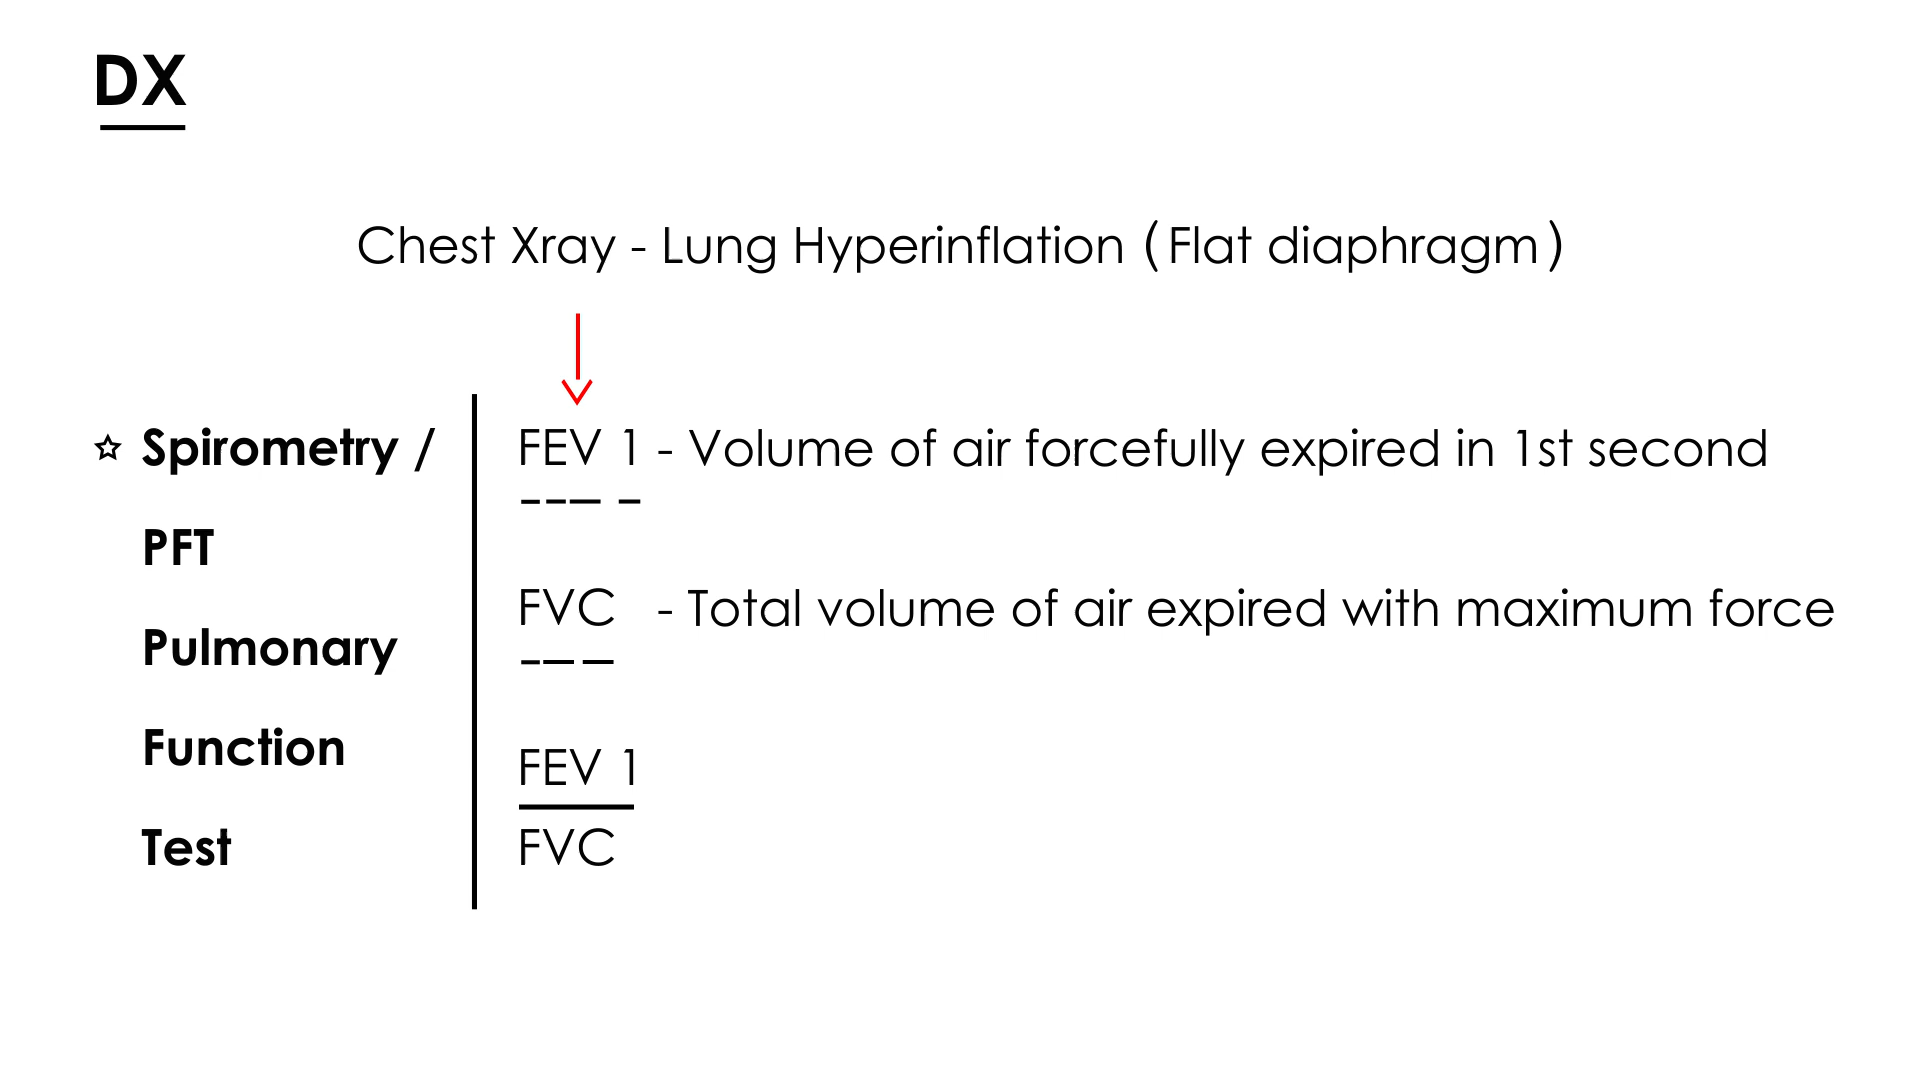 DX
Chest Xray - Lung Hyperinflation (Flat diaphragm)
☆ Spirometry /
PFT
Pulmonary
Function
Test
FEV 1 - Volume of air forcefully expired in 1st second
FVC - Total volume of air expired with maximum force
FEV 1
FVC